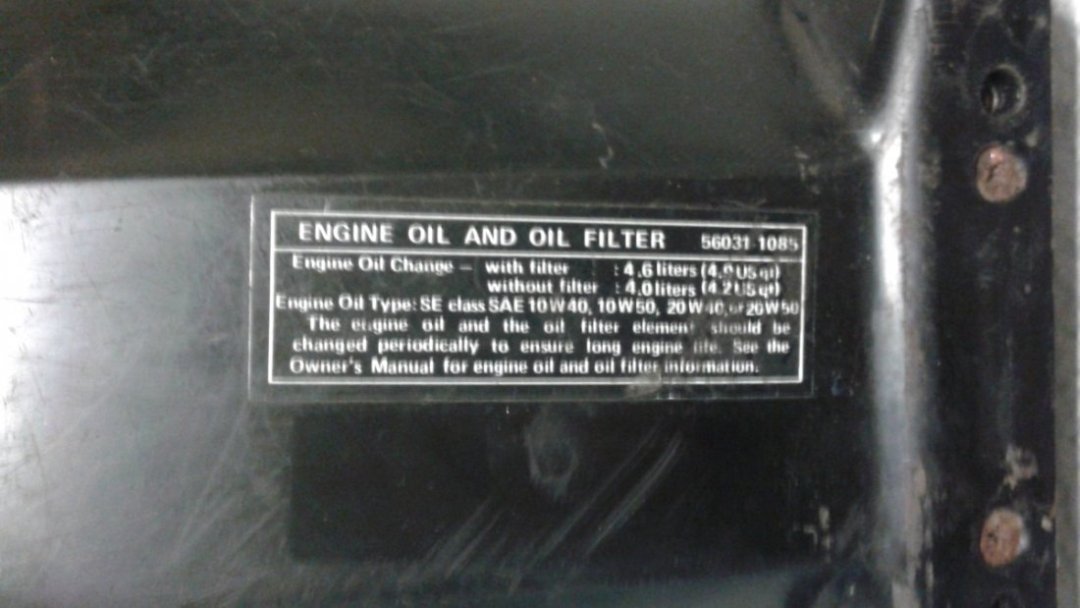 ENGINE OIL AND OIL FILTER 56031 1085
Engine Oil Change – with filter : 4.6 liters (4.9 US qt)
without filter : 4.0 liters (4.2 US qt)
Engine Oil Type: SE class SAE 10W40, 10W50, 20W40, or 20W50
The engine oil and the oil filter element should be
changed periodically to ensure long engine life. See the
Owner's Manual for engine oil and oil filter information.